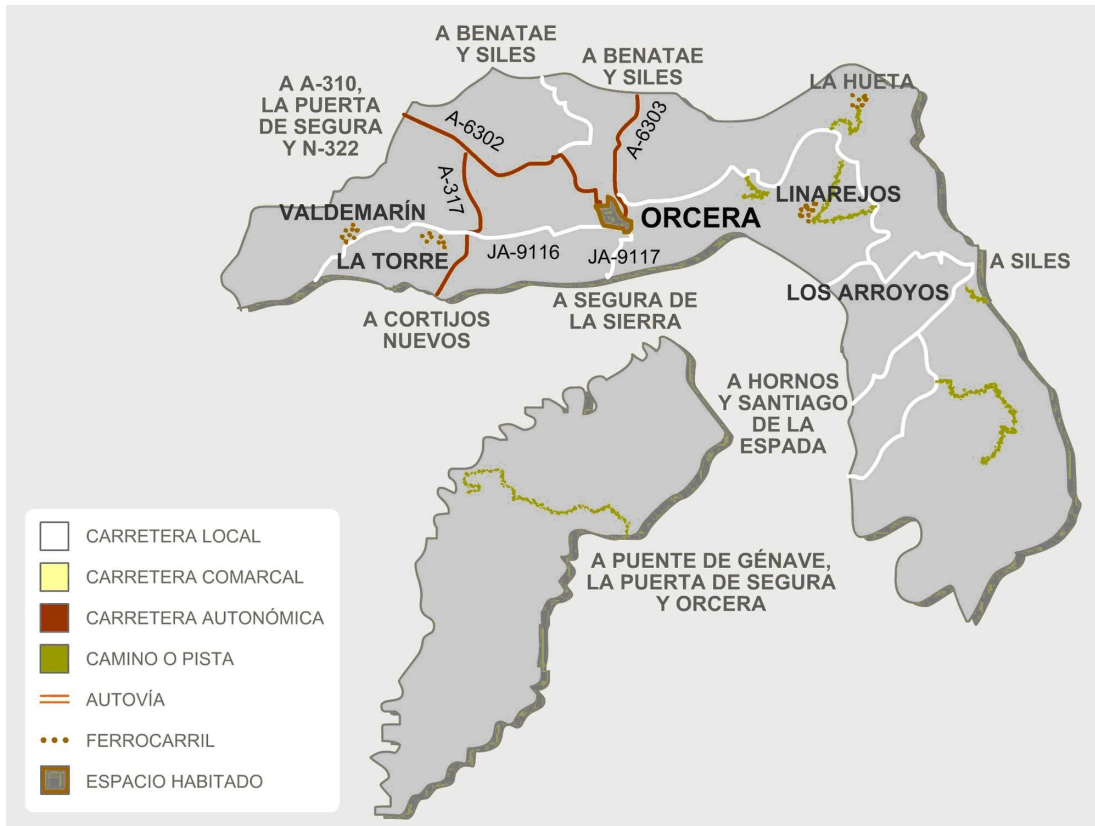 A BENATAE
Y SILES
A BENATAE
Y SILES
LA HUETA
A A-310,
LA PUERTA
DE SEGURA
Y N-322
A-6302
A-6303
A-317
VALDEMARÍN
LINAREJOS
ORCERA
LA TORRE
JA-9116
JA-9117
A SILES
LOS ARROYOS
A CORTIJOS
NUEVOS
A SEGURA DE
LA SIERRA
A HORNOS
Y SANTIAGO
DE LA
ESPADA
A PUENTE DE GÉNAVE,
LA PUERTA DE SEGURA
Y ORCERA
CARRETERA LOCAL
CARRETERA COMARCAL
CARRETERA AUTONÓMICA
CAMINO O PISTA
AUTOVÍA
FERROCARRIL
ESPACIO HABITADO